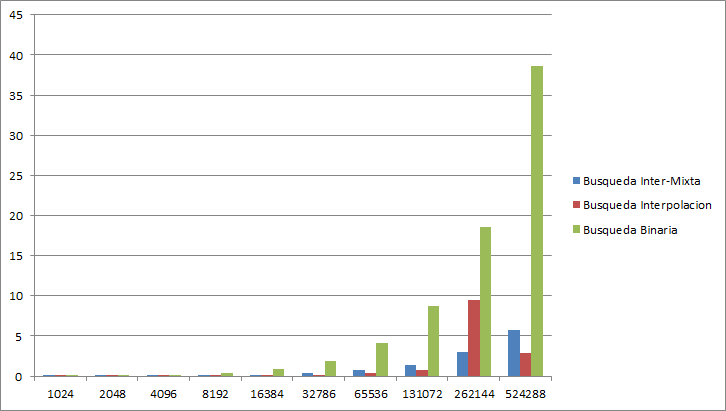 45
40
35
30
25
20
15
10
5
0
1024 2048 4096 8192 16384 32786 65536 131072 262144 524288
Busqueda Inter-Mixta
Busqueda Interpolacion
Busqueda Binaria